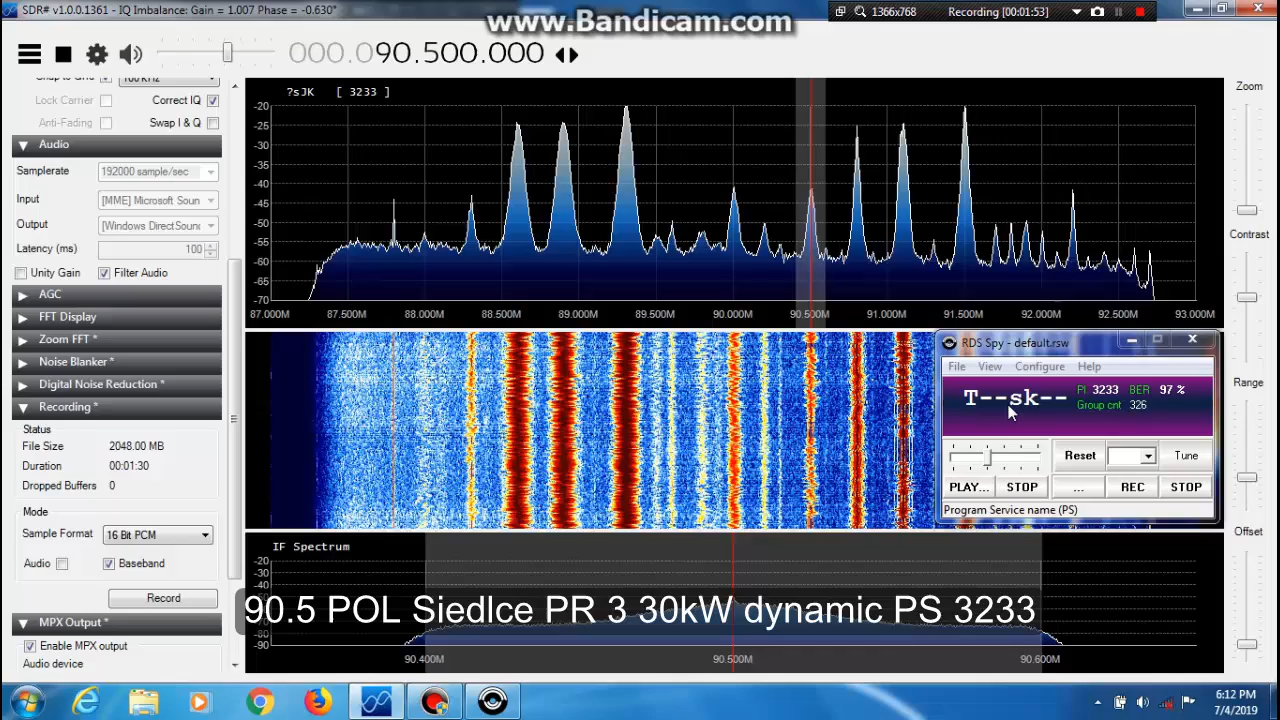 SDR# v1.0.0.1361 - IQ Imbalance: Gain = 1.007 Phase = -0.630°
www.Bandicam.com
1366x768
Recording [00:01:53]
000.090.500.000
100 kHz
Lock Carrier
Correct IQ
Anti-Fading
Swap I & Q
Audio
Samplerate
192000 sample/sec
Input
[MME] Microsoft Soun
Output
[Windows DirectSound
Latency (ms)
100
Unity Gain
Filter Audio
AGC
FFT Display
Zoom FFT *
Noise Blanker *
Digital Noise Reduction *
Recording *
Status
File Size
2048.00 MB
Duration
00:01:30
Dropped Buffers
0
Mode
Sample Format
16 Bit PCM
Audio
Baseband
Record
MPX Output *
Enable MPX output
Audio device
?sJK [ 3233 ]
-20
-25
-30
-35
-40
-45
-50
-55
-60
-65
-70
87.000M 87.500M 88.000M 88.500M 89.000M 89.500M 90.000M 90.500M 91.000M 91.500M 92.000M 92.500M 93.000M
RDS Spy - default.rsw
File View Configure Help
T--sk--
PI 3233 BER 97 %
Group cnt 326
Reset
Tune
PLAY...
STOP
...
REC
STOP
Program Service name (PS)
IF Spectrum
-20
-30
-40
-80
-90
90.5 POL Siedlce PR 3 30kW dynamic PS 3233
90.400M 90.500M 90.600M
Zoom
Contrast
Range
Offset
6:12 PM
7/4/2019